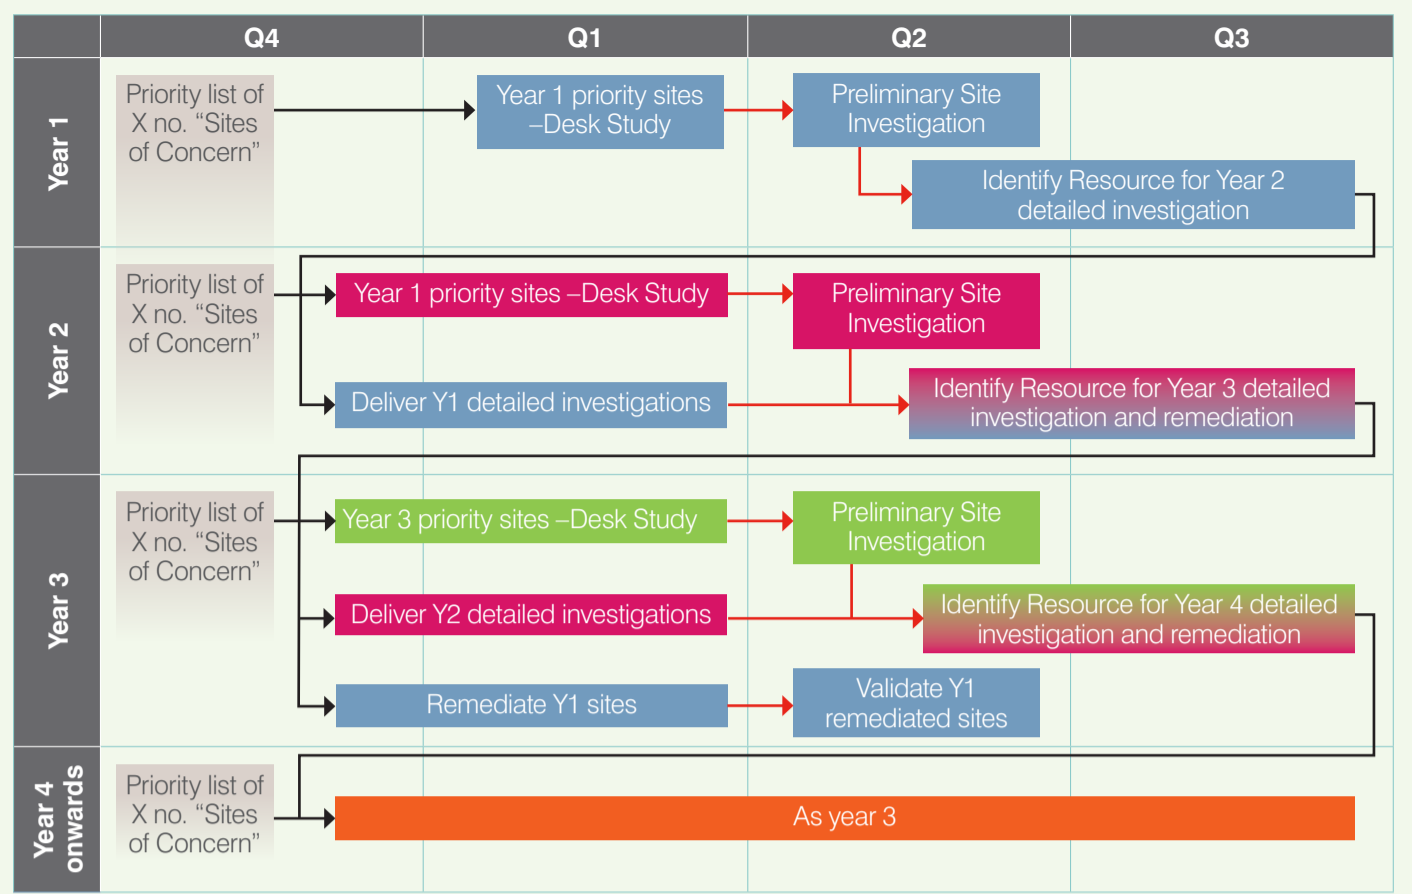 Q4
Q1
Q2
Q3
Year 1
Priority list of
X no. “Sites
of Concern”
Year 1 priority sites
–Desk Study
Preliminary Site
Investigation
Identify Resource for Year 2
detailed investigation
Year 2
Priority list of
X no. “Sites
of Concern”
Year 1 priority sites –Desk Study
Preliminary Site
Investigation
Deliver Y1 detailed investigations
Identify Resource for Year 3 detailed
investigation and remediation
Year 3
Priority list of
X no. “Sites
of Concern”
Year 3 priority sites –Desk Study
Preliminary Site
Investigation
Deliver Y2 detailed investigations
Identify Resource for Year 4 detailed
investigation and remediation
Remediate Y1 sites
Validate Y1
remediated sites
Year 4
onwards
Priority list of
X no. “Sites
of Concern”
As year 3